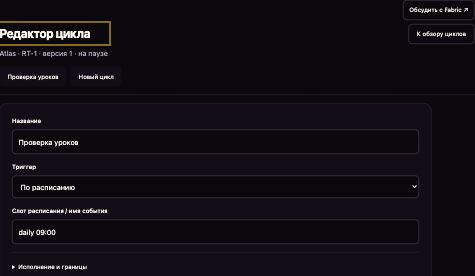 Обсудить с Fabric ↗
Редактор цикла
К обзору циклов
Atlas · RT-1 · версия 1 · на паузе
Проверка уроков
Новый цикл
Название
Проверка уроков
Триггер
По расписанию
Слот расписания / имя события
daily 09:00
▸ Исполнение и границы